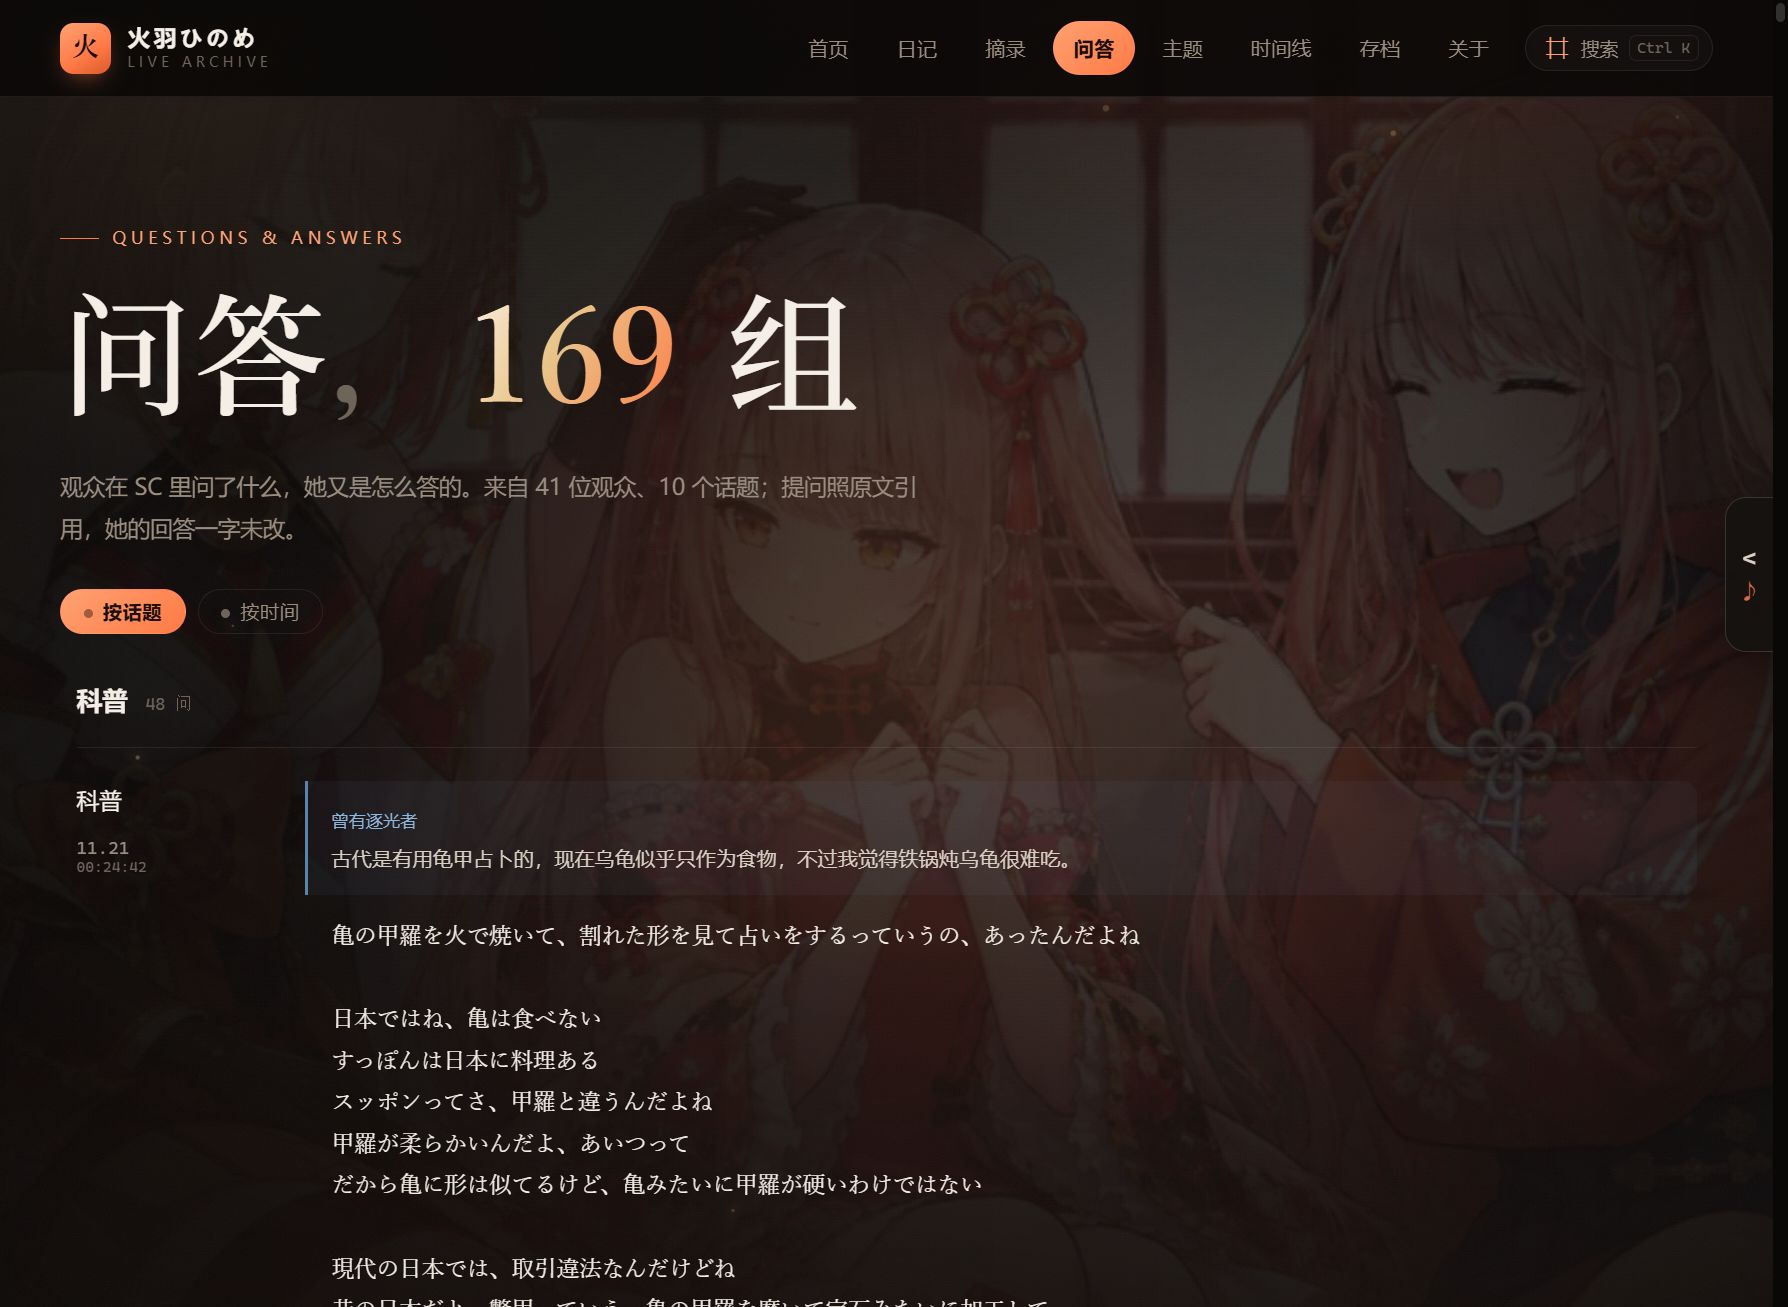 火 火羽ひのめ
LIVE ARCHIVE
首页 日记 摘录 问答 主题 时间线 存档 关于 搜索 Ctrl K
QUESTIONS & ANSWERS
问答, 169 组
观众在 SC 里问了什么，她又是怎么答的。来自 41 位观众、10 个话题；提问照原文引
用，她的回答一字未改。
按话题 按时间
科普 48 问
科普
11.21
00:24:42
曾有逐光者
古代是有用龟甲占卜的，现在乌龟似乎只作为食物，不过我觉得铁锅炖乌龟很难吃。
亀の甲羅を火で焼いて、割れた形を見て占いをするっていうの、あったんだよね
日本ではね、亀は食べない
すっぽんは日本に料理ある
スッポンってさ、甲羅と違うんだよね
甲羅が柔らかいんだよ、あいつって
だから亀に形は似てるけど、亀みたいに甲羅が硬いわけではない
現代の日本では、取引違法なんだけどね